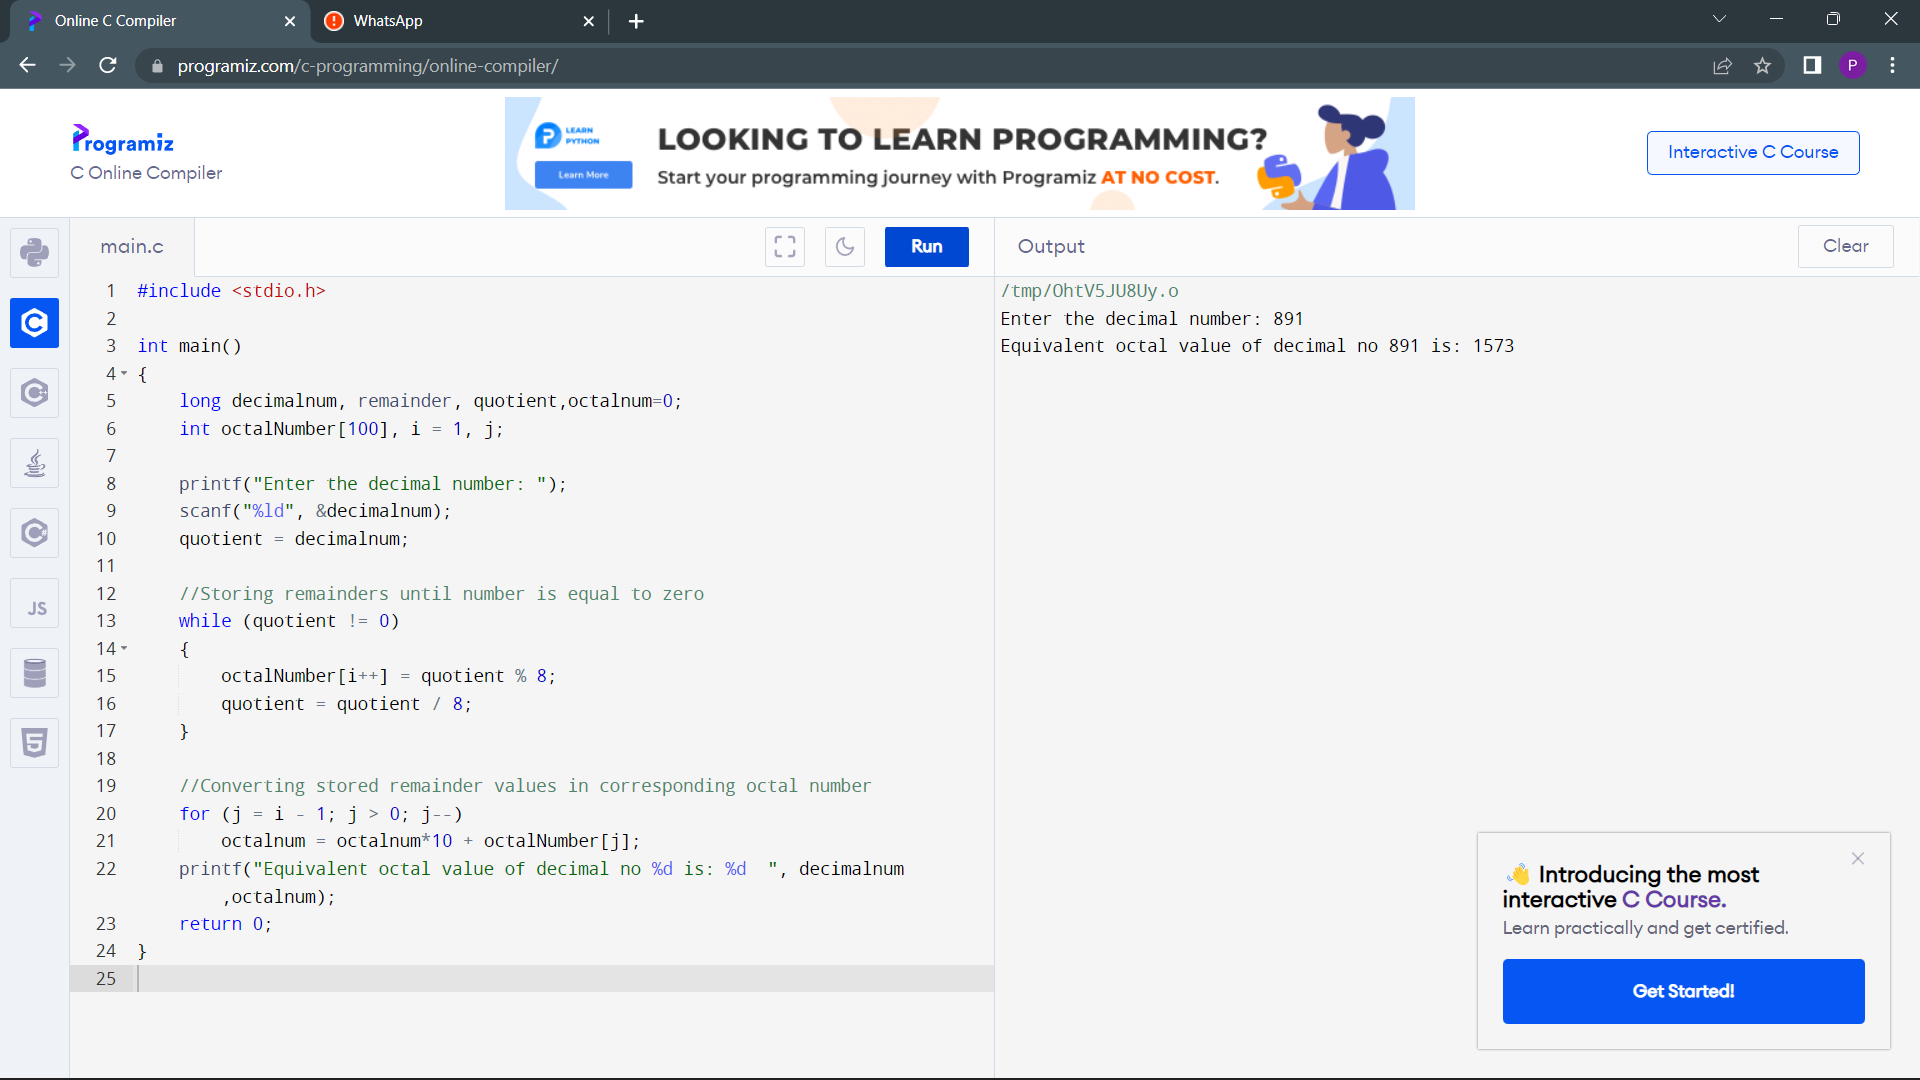 Online C Compiler
WhatsApp
programiz.com/c-programming/online-compiler/
P
Programiz
C Online Compiler
LEARN
PYTHON
Learn More
LOOKING TO LEARN PROGRAMMING?
Start your programming journey with Programiz AT NO COST.
Interactive C Course
main.c
Run
Output
Clear
JS
1 #include <stdio.h>
2
3 int main()
4 {
5     long decimalnum, remainder, quotient,octalnum=0;
6     int octalNumber[100], i = 1, j;
7
8     printf("Enter the decimal number: ");
9     scanf("%ld", &decimalnum);
10     quotient = decimalnum;
11
12     //Storing remainders until number is equal to zero
13     while (quotient != 0)
14     {
15         octalNumber[i++] = quotient % 8;
16         quotient = quotient / 8;
17     }
18
19     //Converting stored remainder values in corresponding octal number
20     for (j = i - 1; j > 0; j--)
21         octalnum = octalnum*10 + octalNumber[j];
22     printf("Equivalent octal value of decimal no %d is: %d  ", decimalnum
        ,octalnum);
23     return 0;
24 }
25
/tmp/OhtV5JU8Uy.o
Enter the decimal number: 891
Equivalent octal value of decimal no 891 is: 1573
👋 Introducing the most
interactive C Course.
Learn practically and get certified.
Get Started!